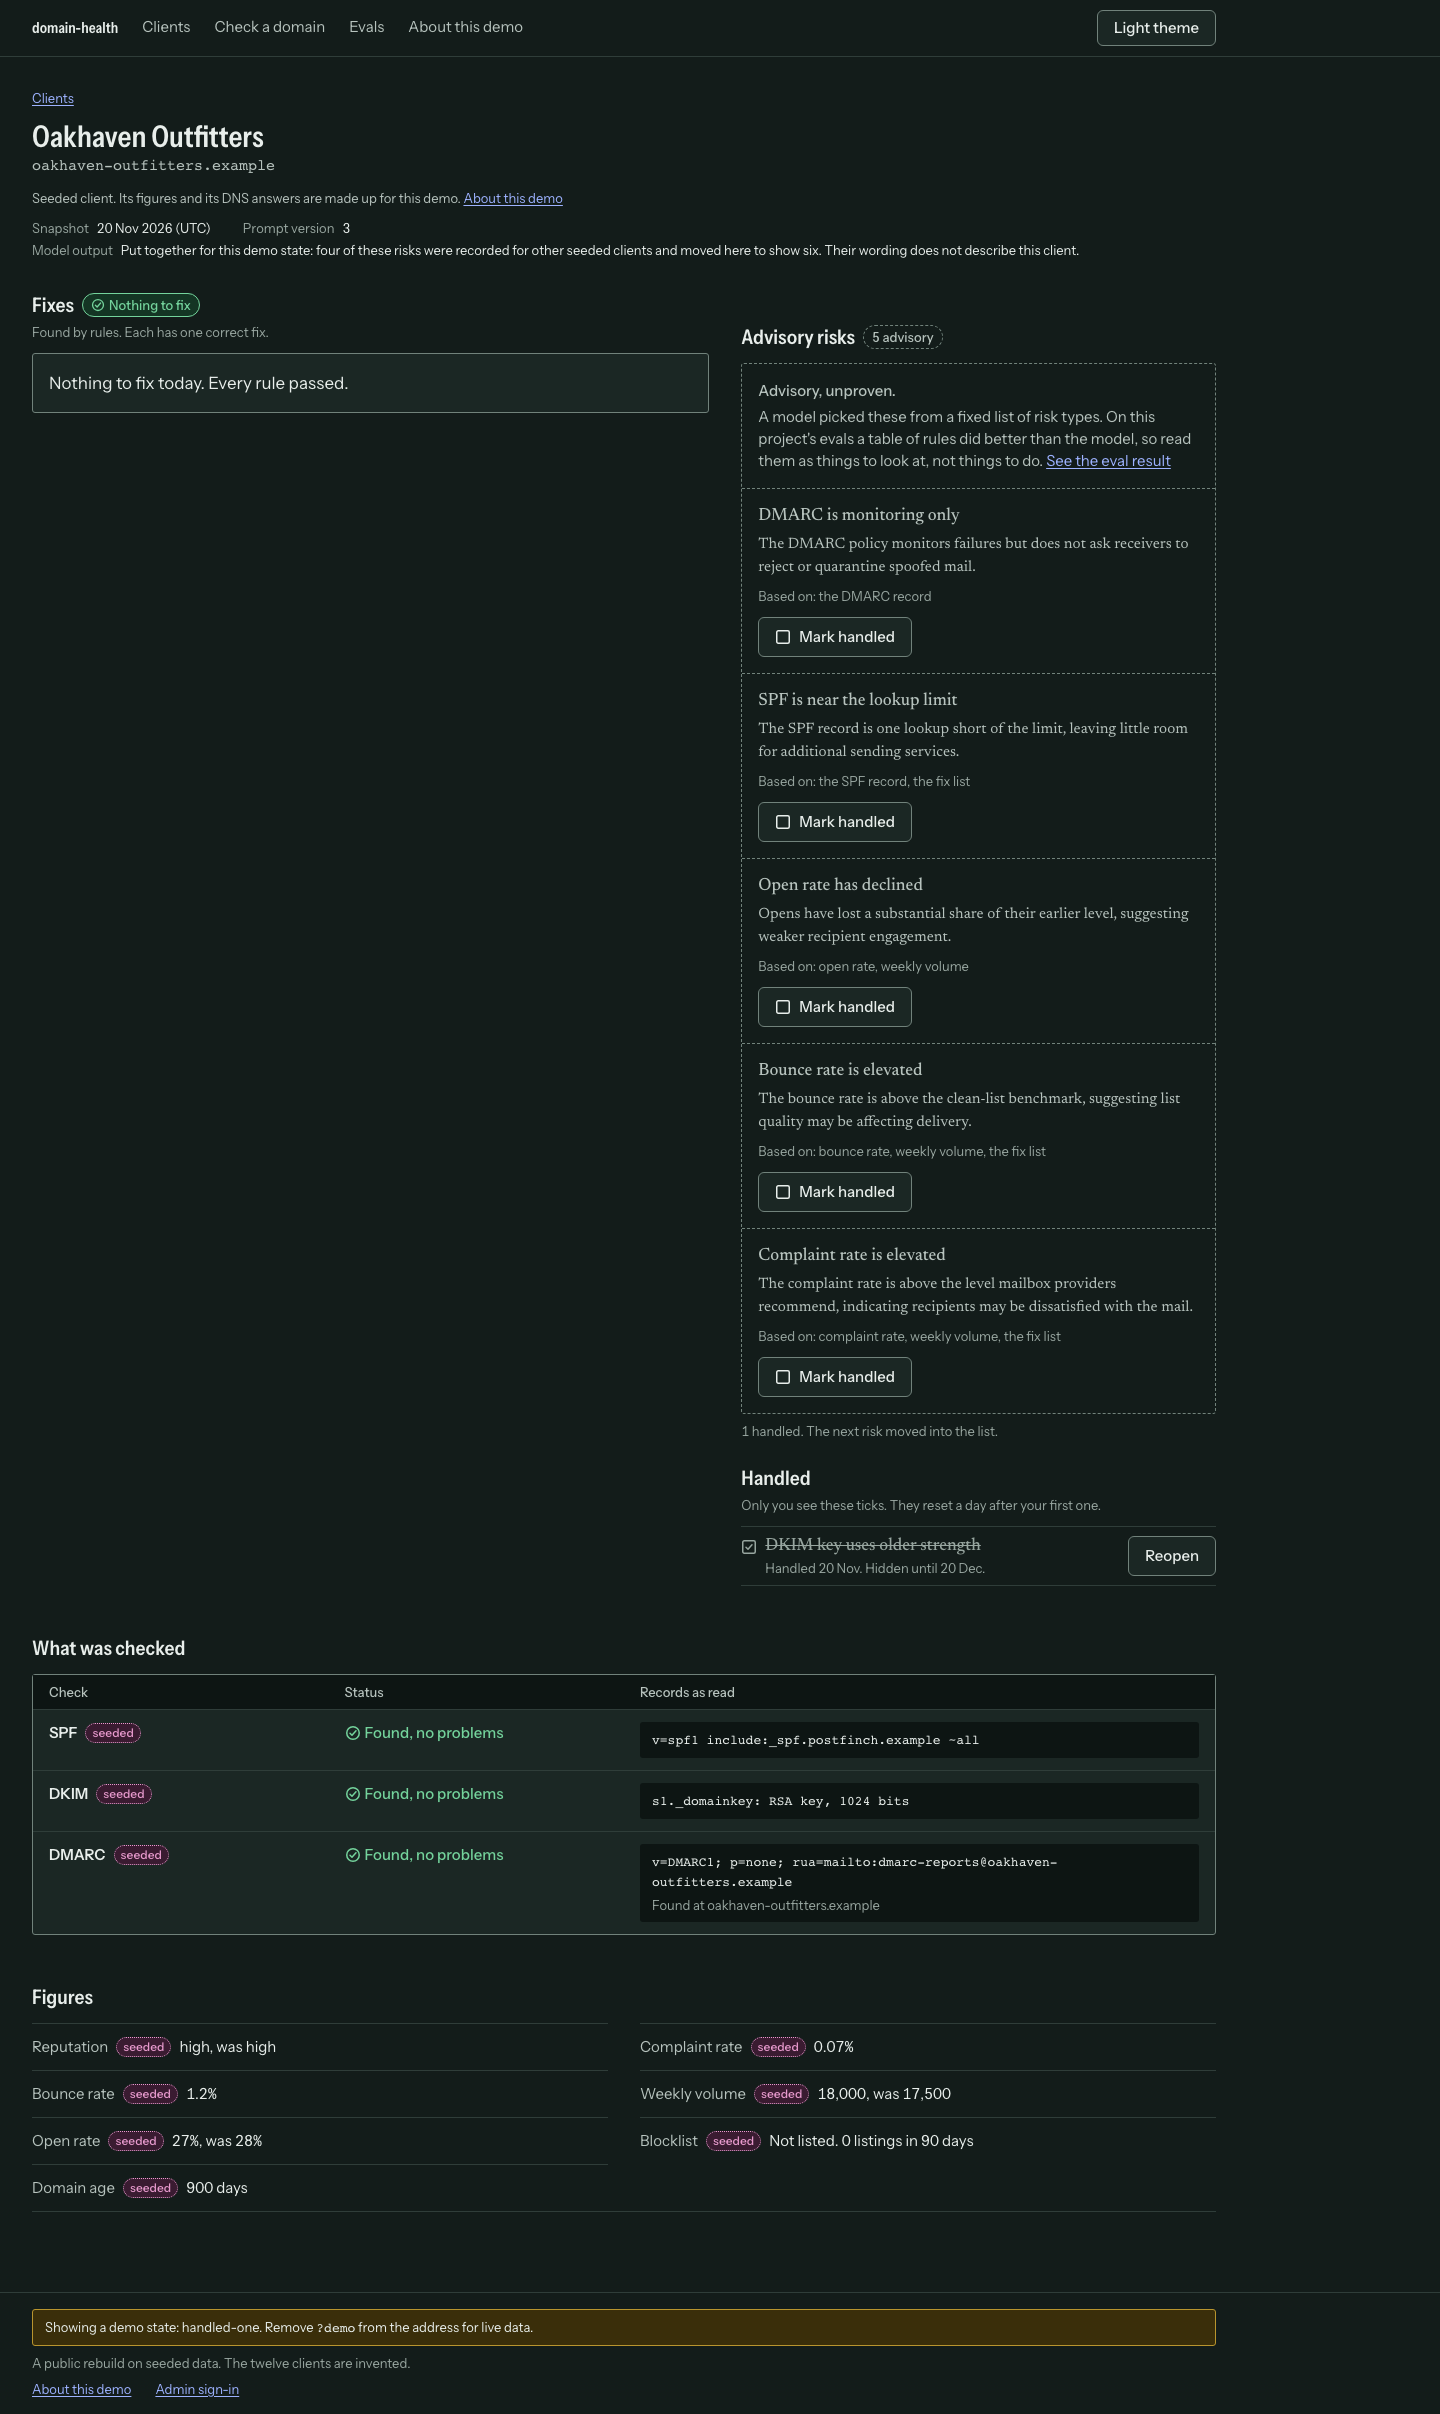 domain-health
Clients
Check a domain
Evals
About this demo
Light theme
Clients
Oakhaven Outfitters
oakhaven-outfitters.example
Seeded client. Its figures and its DNS answers are made up for this demo. About this demo
Snapshot 20 Nov 2026 (UTC) Prompt version 3
Model output Put together for this demo state: four of these risks were recorded for other seeded clients and moved here to show six. Their wording does not describe this client.
Fixes Nothing to fix
Found by rules. Each has one correct fix.
Nothing to fix today. Every rule passed.
Advisory risks 5 advisory
Advisory, unproven.
A model picked these from a fixed list of risk types. On this
project's evals a table of rules did better than the model, so read
them as things to look at, not things to do. See the eval result
DMARC is monitoring only
The DMARC policy monitors failures but does not ask receivers to
reject or quarantine spoofed mail.
Based on: the DMARC record
Mark handled
SPF is near the lookup limit
The SPF record is one lookup short of the limit, leaving little room
for additional sending services.
Based on: the SPF record, the fix list
Mark handled
Open rate has declined
Opens have lost a substantial share of their earlier level, suggesting
weaker recipient engagement.
Based on: open rate, weekly volume
Mark handled
Bounce rate is elevated
The bounce rate is above the clean-list benchmark, suggesting list
quality may be affecting delivery.
Based on: bounce rate, weekly volume, the fix list
Mark handled
Complaint rate is elevated
The complaint rate is above the level mailbox providers
recommend, indicating recipients may be dissatisfied with the mail.
Based on: complaint rate, weekly volume, the fix list
Mark handled
1 handled. The next risk moved into the list.
Handled
Only you see these ticks. They reset a day after your first one.
DKIM key uses older strength
Handled 20 Nov. Hidden until 20 Dec.
Reopen
What was checked
Check Status Records as read
SPF seeded Found, no problems v=spf1 include:_spf.postfinch.example ~all
DKIM seeded Found, no problems s1._domainkey: RSA key, 1024 bits
DMARC seeded Found, no problems v=DMARC1; p=none; rua=mailto:dmarc-reports@oakhaven-
outfitters.example
Found at oakhaven-outfitters.example
Figures
Reputation seeded high, was high
Complaint rate seeded 0.07%
Bounce rate seeded 1.2%
Weekly volume seeded 18,000, was 17,500
Open rate seeded 27%, was 28%
Blocklist seeded Not listed. 0 listings in 90 days
Domain age seeded 900 days
Showing a demo state: handled-one. Remove ?demo from the address for live data.
A public rebuild on seeded data. The twelve clients are invented.
About this demo Admin sign-in